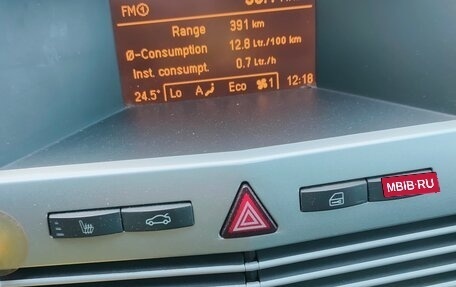 FM①
Range 391 km
Ø-Consumption 12.8 Ltr./100 km
Inst. consumpt. 0.7 Ltr./h
24.5° Lo A Eco 1 12:18
MBIB.RU